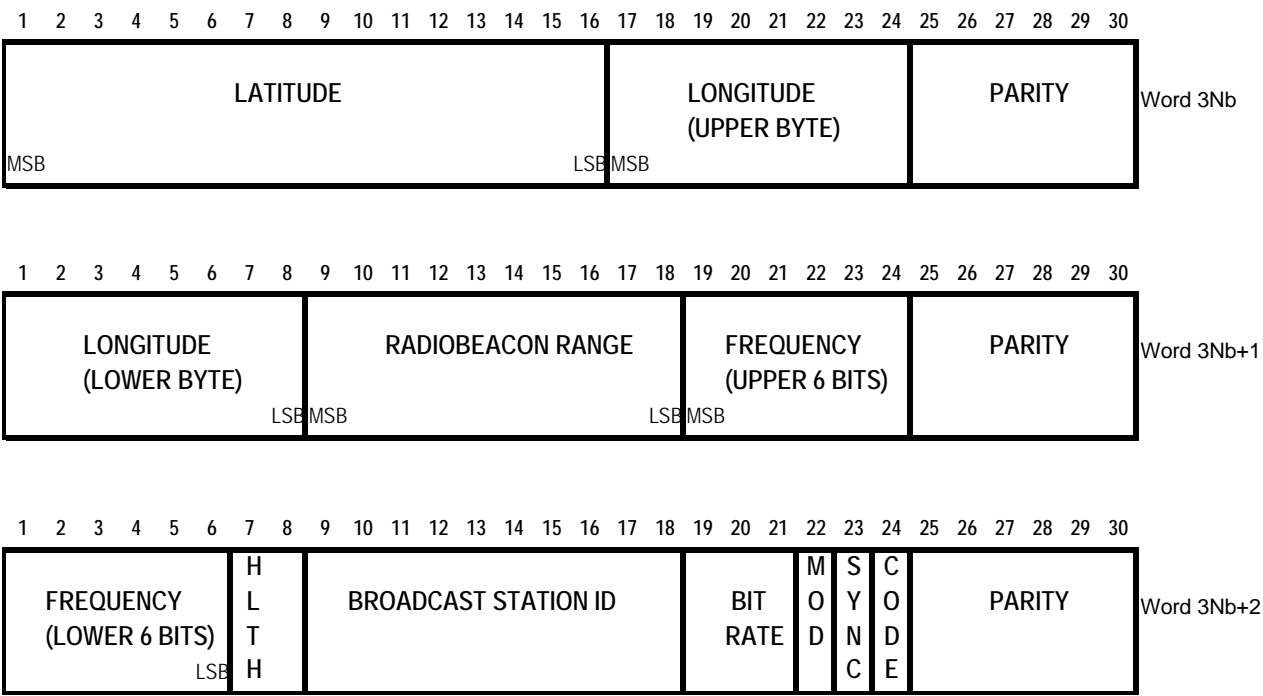 1 2 3 4 5 6 7 8 9 10 11 12 13 14 15 16 17 18 19 20 21 22 23 24 25 26 27 28 29 30
LATITUDE LONGITUDE PARITY Word 3Nb
(UPPER BYTE)
MSB LSB MSB
1 2 3 4 5 6 7 8 9 10 11 12 13 14 15 16 17 18 19 20 21 22 23 24 25 26 27 28 29 30
LONGITUDE RADIOBEACON RANGE FREQUENCY PARITY Word 3Nb+1
(LOWER BYTE) (UPPER 6 BITS)
LSB MSB LSB MSB
1 2 3 4 5 6 7 8 9 10 11 12 13 14 15 16 17 18 19 20 21 22 23 24 25 26 27 28 29 30
FREQUENCY
(LOWER 6 BITS)
LSB
HLTH
BROADCAST STATION ID
BIT
RATE
MOD
SYNC
CODE
PARITY
Word 3Nb+2